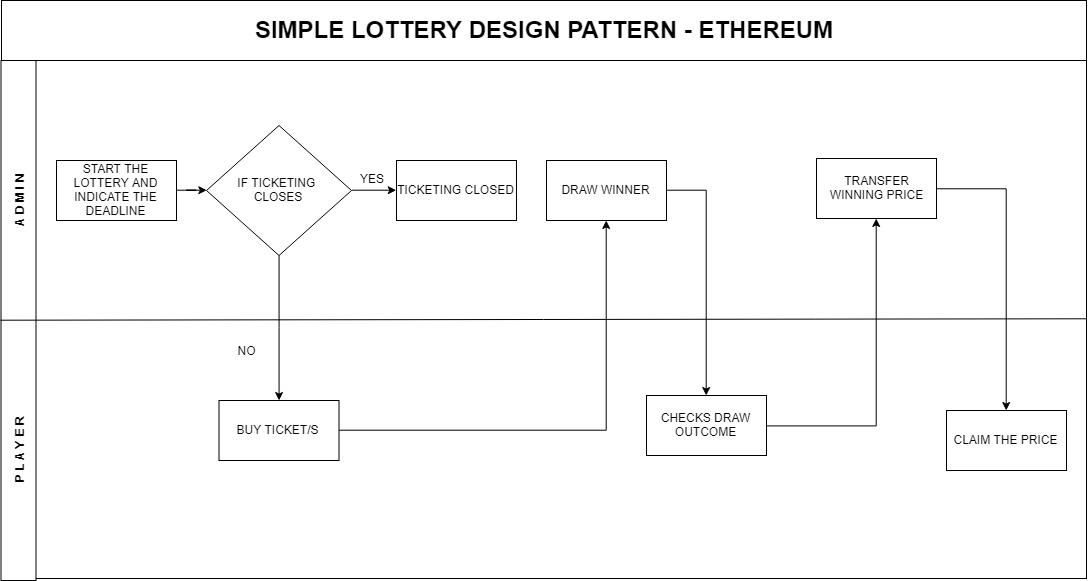 SIMPLE LOTTERY DESIGN PATTERN - ETHEREUM
ADMIN
START THE
LOTTERY AND
INDICATE THE
DEADLINE
IF TICKETING
CLOSES
YES
TICKETING CLOSED
DRAW WINNER
TRANSFER
WINNING PRICE
PLAYER
NO
BUY TICKET/S
CHECKS DRAW
OUTCOME
CLAIM THE PRICE